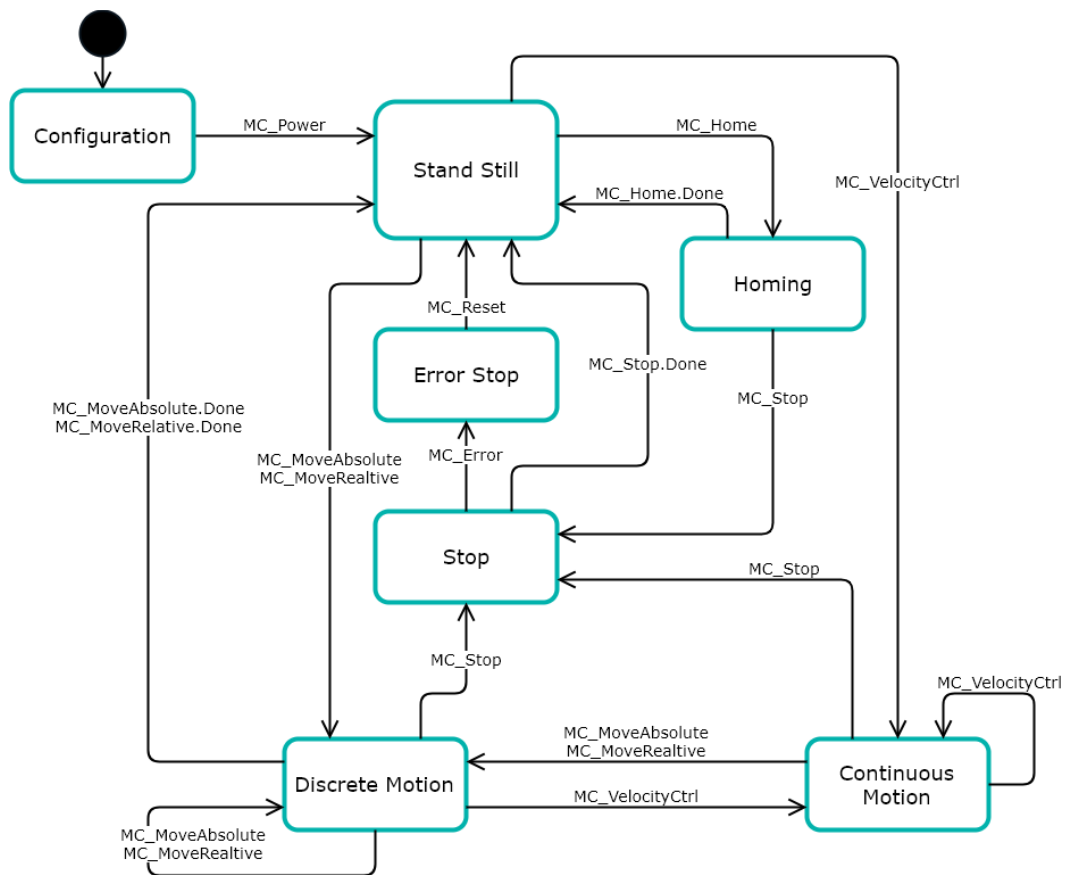 Configuration
MC_Power
Stand Still
MC_Home
MC_Home.Done
MC_VelocityCtrl
Homing
MC_Reset
Error Stop
MC_Stop.Done
MC_Stop
MC_MoveAbsolute.Done
MC_MoveRelative.Done
MC_MoveAbsolute
MC_MoveRealtive
MC_Error
Stop
MC_Stop
MC_Stop
MC_VelocityCtrl
MC_MoveAbsolute
MC_MoveRealtive
Discrete Motion
Continuous
Motion
MC_VelocityCtrl
MC_MoveAbsolute
MC_MoveRealtive